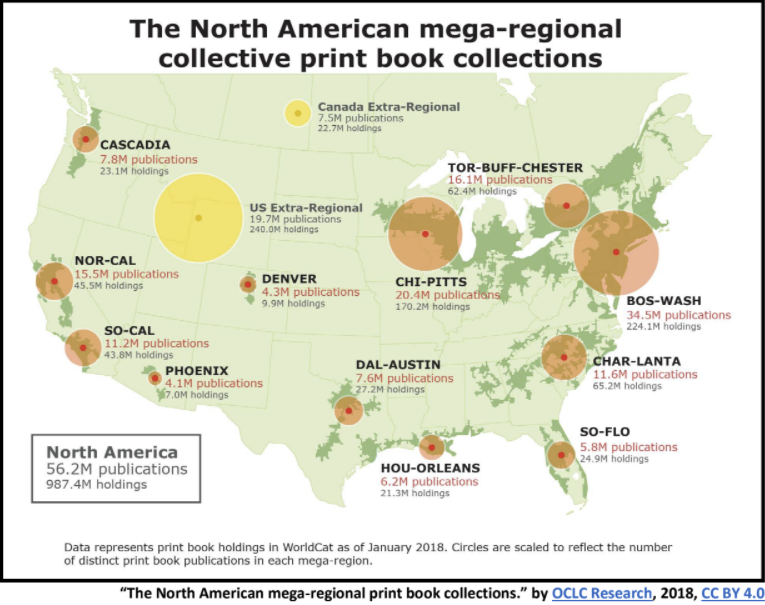 The North American mega-regional
collective print book collections
Canada Extra-Regional
7.5M publications
22.7M holdings
CASCADIA
7.8M publications
23.1M holdings
TOR-BUFF-CHESTER
16.1M publications
62.4M holdings
US Extra-Regional
19.7M publications
240.0M holdings
NOR-CAL
15.5M publications
45.5M holdings
DENVER
4.3M publications
9.9M holdings
CHI-PITTS
20.4M publications
170.2M holdings
BOS-WASH
34.5M publications
224.1M holdings
SO-CAL
11.2M publications
43.8M holdings
PHOENIX
4.1M publications
7.0M holdings
DAL-AUSTIN
7.6M publications
27.2M holdings
CHAR-LANTA
11.6M publications
65.2M holdings
SO-FLO
5.8M publications
24.9M holdings
HOU-ORLEANS
6.2M publications
21.3M holdings
North America
56.2M publications
987.4M holdings
Data represents print book holdings in WorldCat as of January 2018. Circles are scaled to reflect the number
of distinct print book publications in each mega-region.
“The North American mega-regional print book collections.” by OCLC Research, 2018, CC BY 4.0